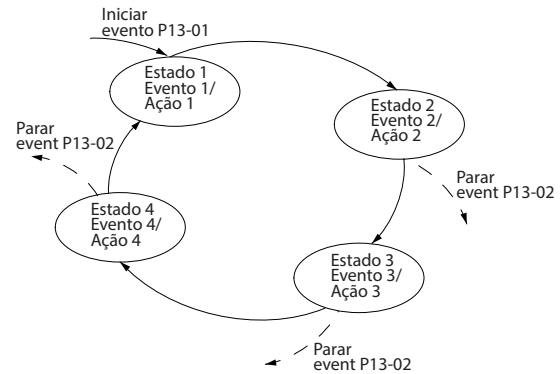 Iniciar
evento P13-01
Estado 1
Evento 1/
Ação 1
Estado 2
Evento 2/
Ação 2
Parar
event P13-02
Parar
event P13-02
Estado 4
Evento 4/
Ação 4
Estado 3
Evento 3/
Ação 3
Parar
event P13-02